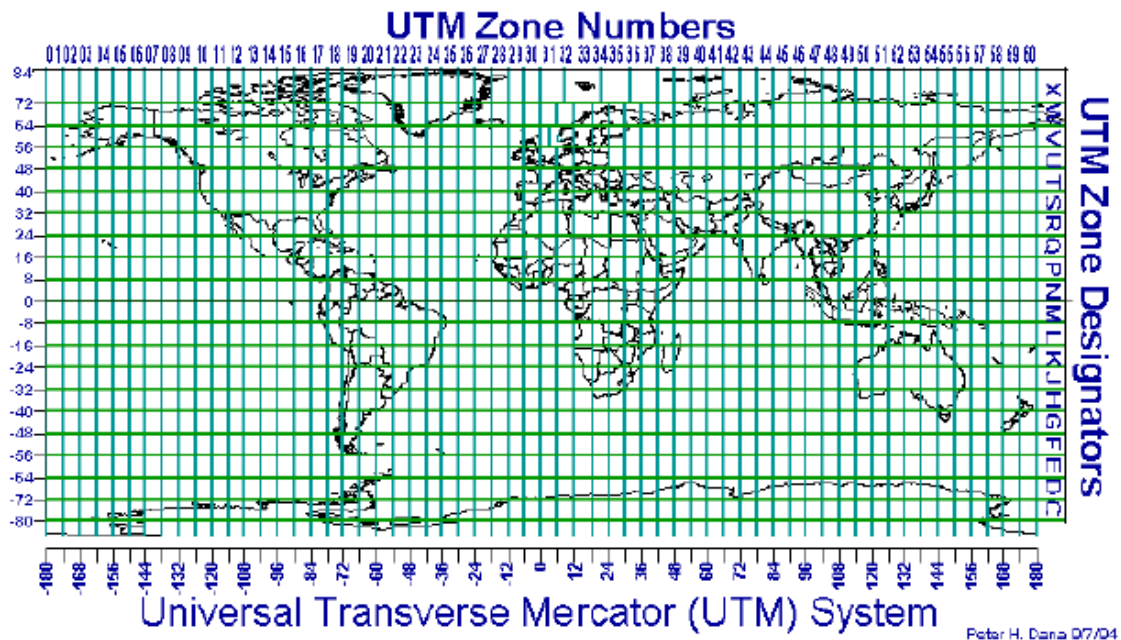 UTM Zone Numbers
01 02 03 04 05 06 07 08 09 10 11 12 13 14 15 16 17 18 19 20 21 22 23 24 25 26 27 28 29 30 31 32 33 34 35 36 37 38 39 40 41 42 43 44 45 46 47 48 49 50 51 52 53 54 55 56 57 58 59 60
84
72
64
56
48
40
32
24
16
8
0
-8
-16
-24
-32
-40
-48
-56
-64
-72
-80
X
W
V
U
T
S
R
Q
P
N
M
L
K
J
H
G
F
E
D
C
UTM Zone Designators
-180 -168 -156 -144 -132 -120 -108 -96 -84 -72 -60 -48 -36 -24 -12 0 12 24 36 48 60 72 84 96 108 120 132 144 156 168 180
Universal Transverse Mercator (UTM) System
Peter H. Dana 9/7/94